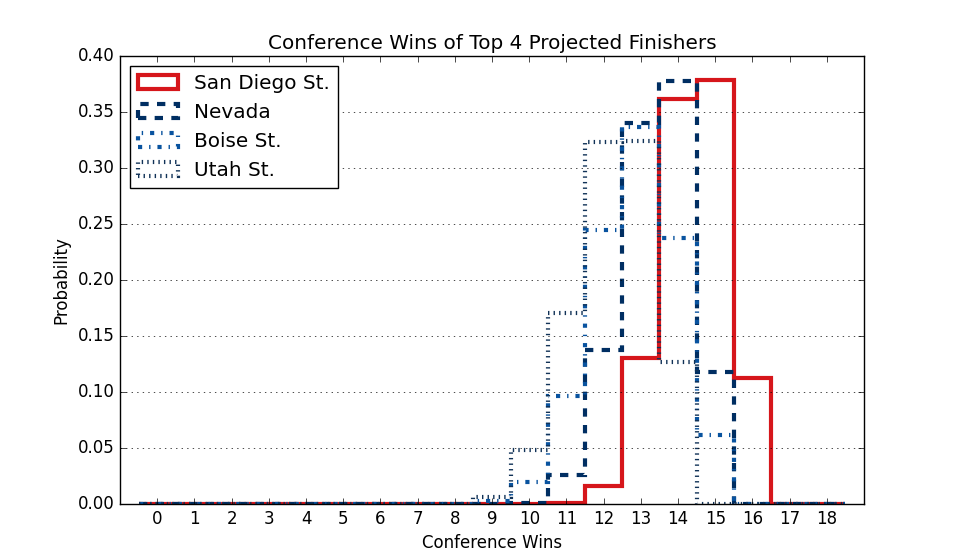 Conference Wins of Top 4 Projected Finishers
San Diego St.
Nevada
Boise St.
Utah St.
0.40
0.35
0.30
0.25
0.20
0.15
0.10
0.05
0.00
Probability
0 1 2 3 4 5 6 7 8 9 10 11 12 13 14 15 16 17 18
Conference Wins